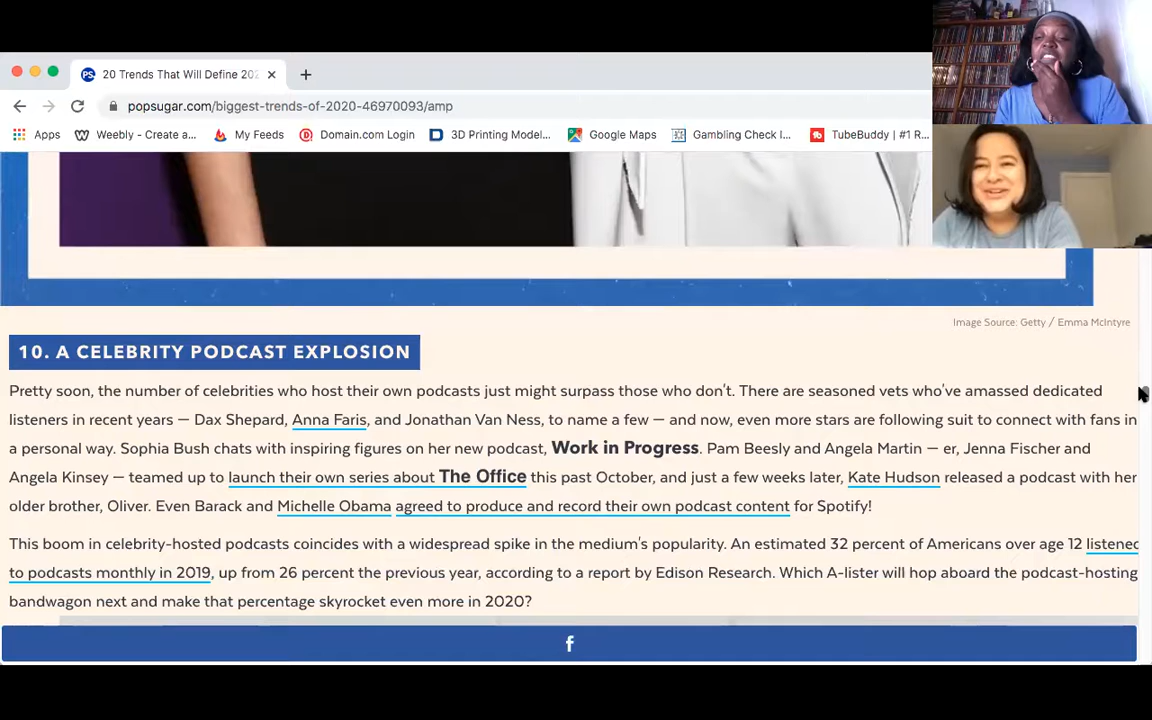 20 Trends That Will Define 202
popsugar.com/biggest-trends-of-2020-46970093/amp
Apps Weebly - Create a... My Feeds Domain.com Login 3D Printing Model... Google Maps Gambling Check I... TubeBuddy | #1 R...
Image Source: Getty / Emma McIntyre
10. A CELEBRITY PODCAST EXPLOSION
Pretty soon, the number of celebrities who host their own podcasts just might surpass those who don't. There are seasoned vets who've amassed dedicated
listeners in recent years — Dax Shepard, Anna Faris, and Jonathan Van Ness, to name a few — and now, even more stars are following suit to connect with fans in
a personal way. Sophia Bush chats with inspiring figures on her new podcast, Work in Progress. Pam Beesly and Angela Martin — er, Jenna Fischer and
Angela Kinsey — teamed up to launch their own series about The Office this past October, and just a few weeks later, Kate Hudson released a podcast with her
older brother, Oliver. Even Barack and Michelle Obama agreed to produce and record their own podcast content for Spotify!
This boom in celebrity-hosted podcasts coincides with a widespread spike in the medium's popularity. An estimated 32 percent of Americans over age 12 listened
to podcasts monthly in 2019, up from 26 percent the previous year, according to a report by Edison Research. Which A-lister will hop aboard the podcast-hosting
bandwagon next and make that percentage skyrocket even more in 2020?